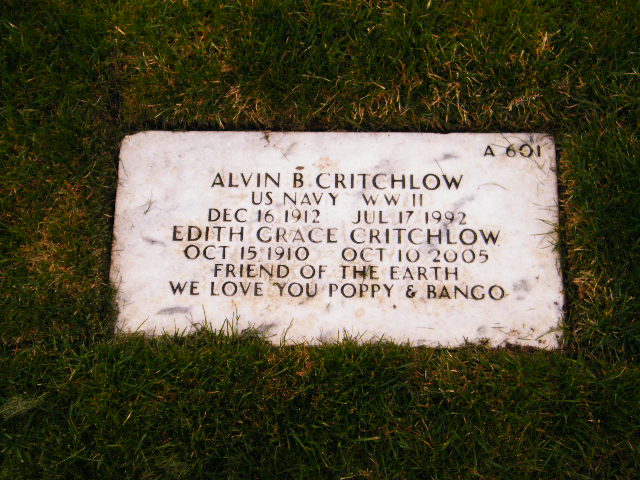 A 601
ALVIN B CRITCHLOW
US NAVY WW II
DEC 16 1912 JUL 17 1992
EDITH GRACE CRITCHLOW
OCT 15 1910 OCT 10 2005
FRIEND OF THE EARTH
WE LOVE YOU POPPY & BANGO